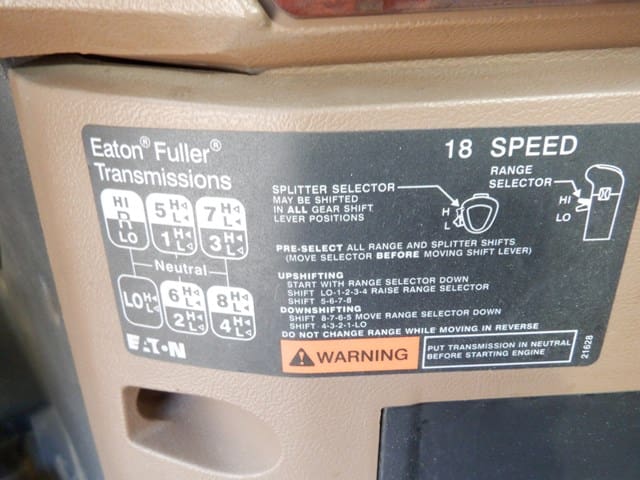 Eaton® Fuller®
Transmissions
18 SPEED
HI
R
LO
5 H
L
7 H
L
1 H
L
3 H
L
Neutral
LO H
L
6 H
L
8 H
L
2 H
L
4 H
L
EATON
SPLITTER SELECTOR
MAY BE SHIFTED
IN ALL GEAR SHIFT
LEVER POSITIONS
H
L
RANGE
SELECTOR
HI
LO
PRE-SELECT ALL RANGE AND SPLITTER SHIFTS
(MOVE SELECTOR BEFORE MOVING SHIFT LEVER)
UPSHIFTING
START WITH RANGE SELECTOR DOWN
SHIFT LO-1-2-3-4 RAISE RANGE SELECTOR
SHIFT 5-6-7-8
DOWNSHIFTING
SHIFT 8-7-6-5 MOVE RANGE SELECTOR DOWN
SHIFT 4-3-2-1-LO
DO NOT CHANGE RANGE WHILE MOVING IN REVERSE
WARNING
PUT TRANSMISSION IN NEUTRAL
BEFORE STARTING ENGINE
21628